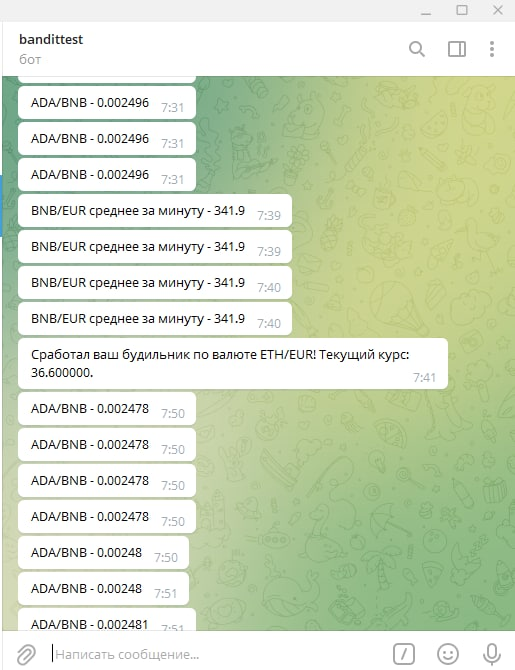 bandittest
бот
ADA/BNB - 0.002496 7:31
ADA/BNB - 0.002496 7:31
ADA/BNB - 0.002496 7:31
BNB/EUR среднее за минуту - 341.9 7:39
BNB/EUR среднее за минуту - 341.9 7:39
BNB/EUR среднее за минуту - 341.9 7:40
BNB/EUR среднее за минуту - 341.9 7:40
Сработал ваш будильник по валюте ETH/EUR! Текущий курс:
36.600000. 7:41
ADA/BNB - 0.002478 7:50
ADA/BNB - 0.002478 7:50
ADA/BNB - 0.002478 7:50
ADA/BNB - 0.002478 7:50
ADA/BNB - 0.00248 7:50
ADA/BNB - 0.00248 7:51
ADA/BNB - 0.002481 7:51
Написать сообщение...